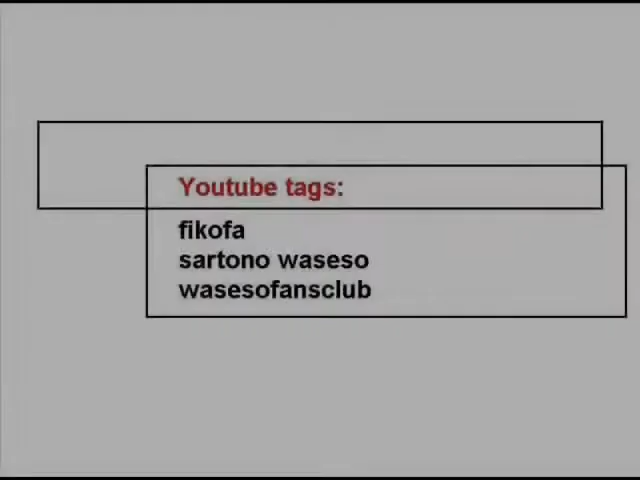 Youtube tags:
fikofa
sartono waseso
wasesofansclub